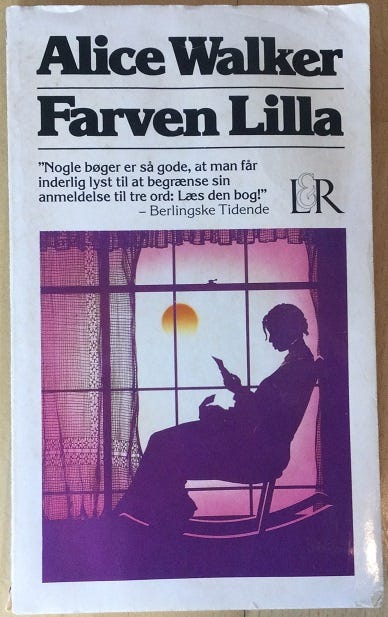 Alice Walker
Farven Lilla
”Nogle bøger er så gode, at man får
inderlig lyst til at begrænse sin
anmeldelse til tre ord: Læs den bog!”
– Berlingske Tidende
L&R